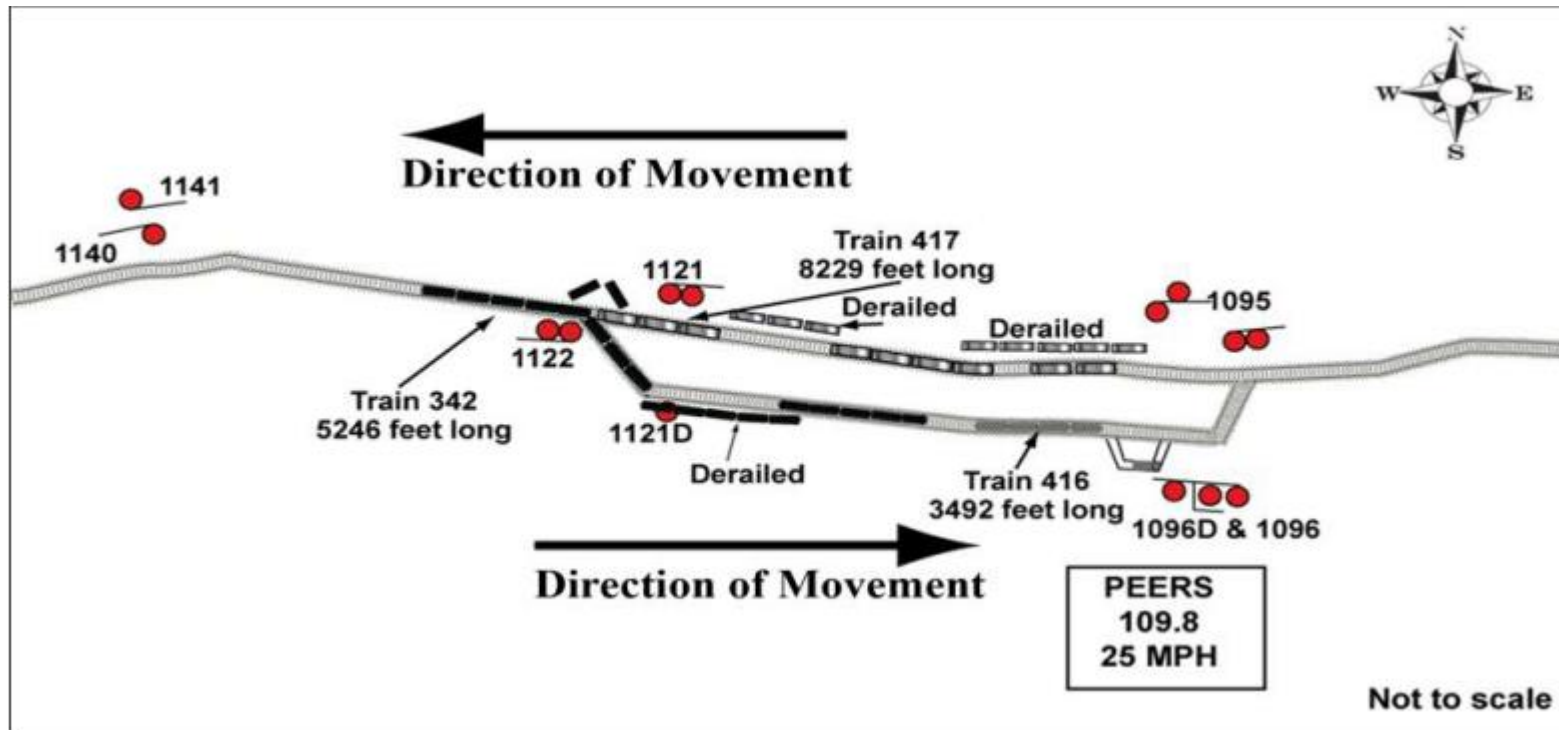 N
W E
S
Direction of Movement
1141
1140
Train 417
8229 feet long
1121
Derailed
Derailed
1095
1122
Train 342
5246 feet long
1121D
Derailed
Train 416
3492 feet long
1096D & 1096
Direction of Movement
PEERS
109.8
25 MPH
Not to scale